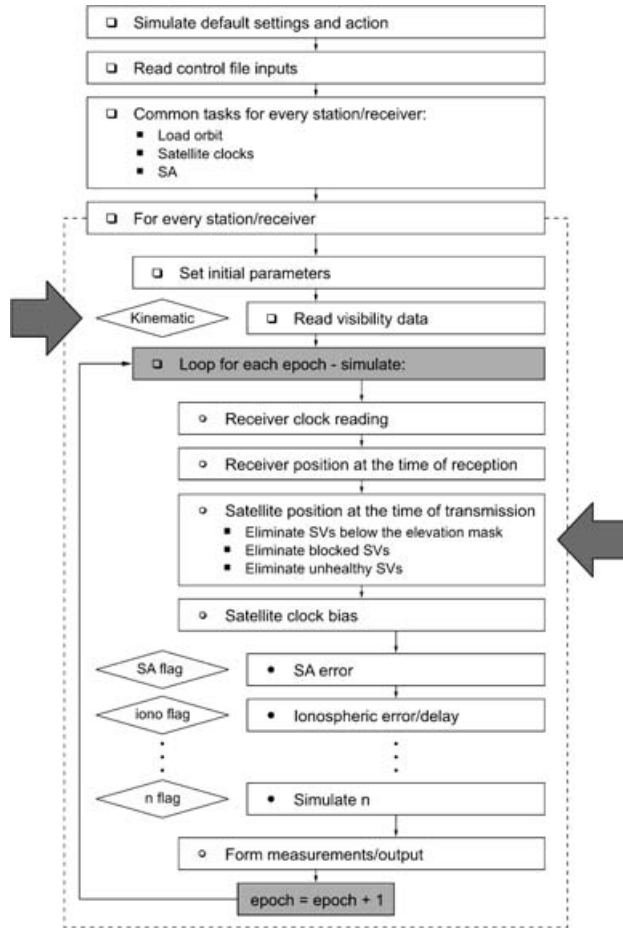 Simulate default settings and action
Read control file inputs
Common tasks for every station/receiver:
Load orbit
Satellite clocks
SA
For every station/receiver
Set initial parameters
Kinematic
Read visibility data
Loop for each epoch - simulate:
Receiver clock reading
Receiver position at the time of reception
Satellite position at the time of transmission
Eliminate SVs below the elevation mask
Eliminate blocked SVs
Eliminate unhealthy SVs
Satellite clock bias
SA flag
SA error
iono flag
Ionospheric error/delay
n flag
Simulate n
Form measurements/output
epoch = epoch + 1